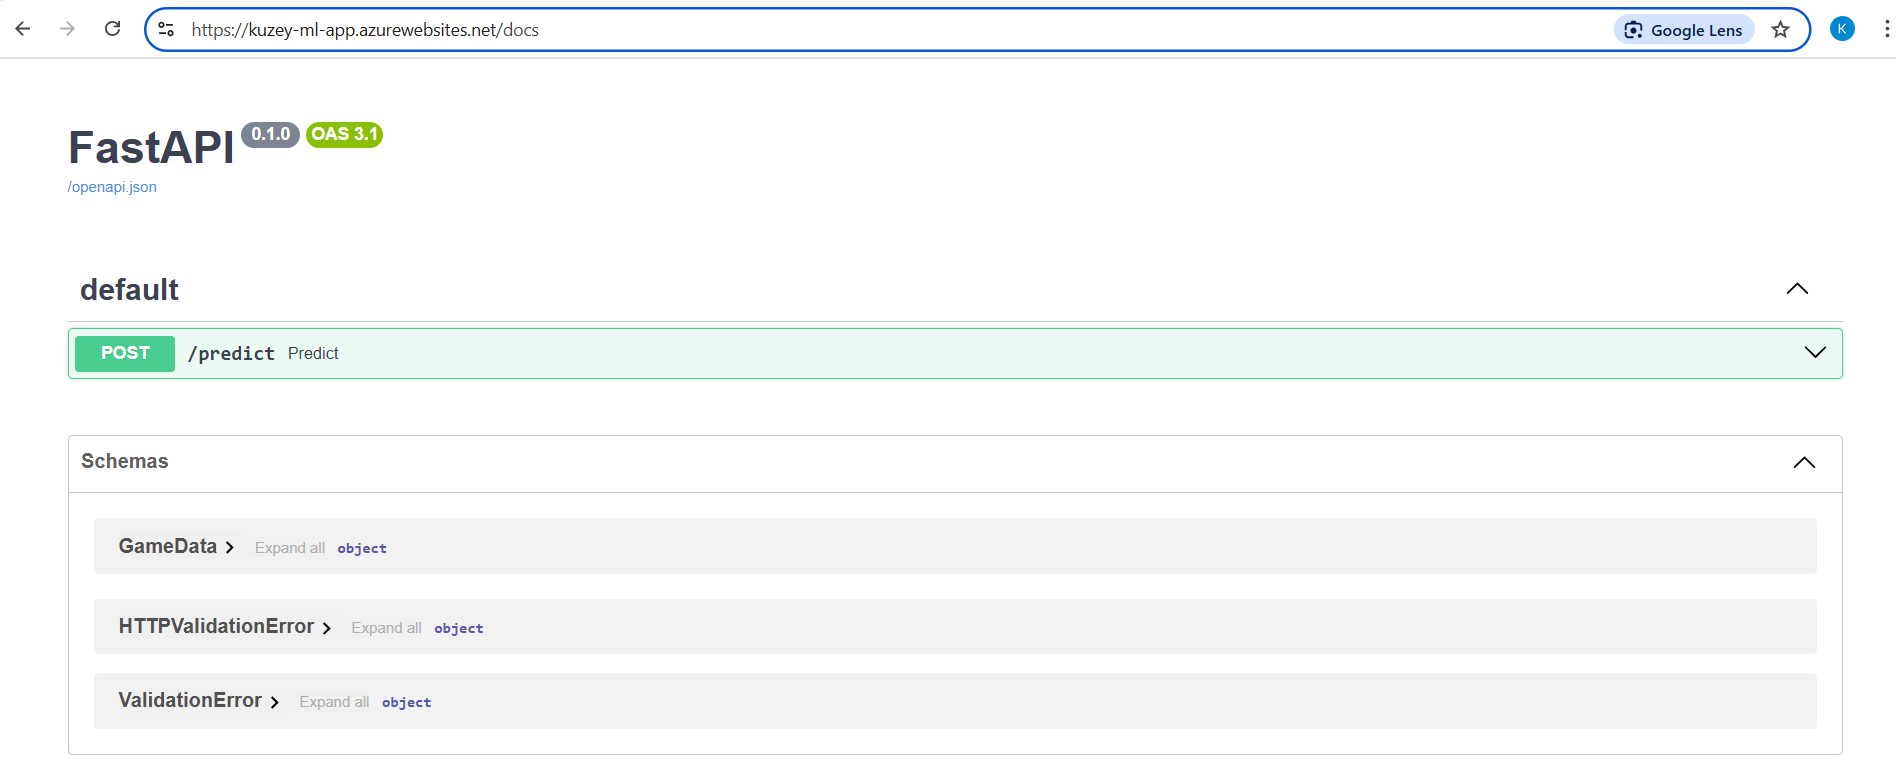 https://kuzey-ml-app.azurewebsites.net/docs
Google Lens
K
FastAPI 0.1.0 OAS 3.1
/openapi.json
default
POST /predict Predict
Schemas
GameData Expand all object
HTTPValidationError Expand all object
ValidationError Expand all object